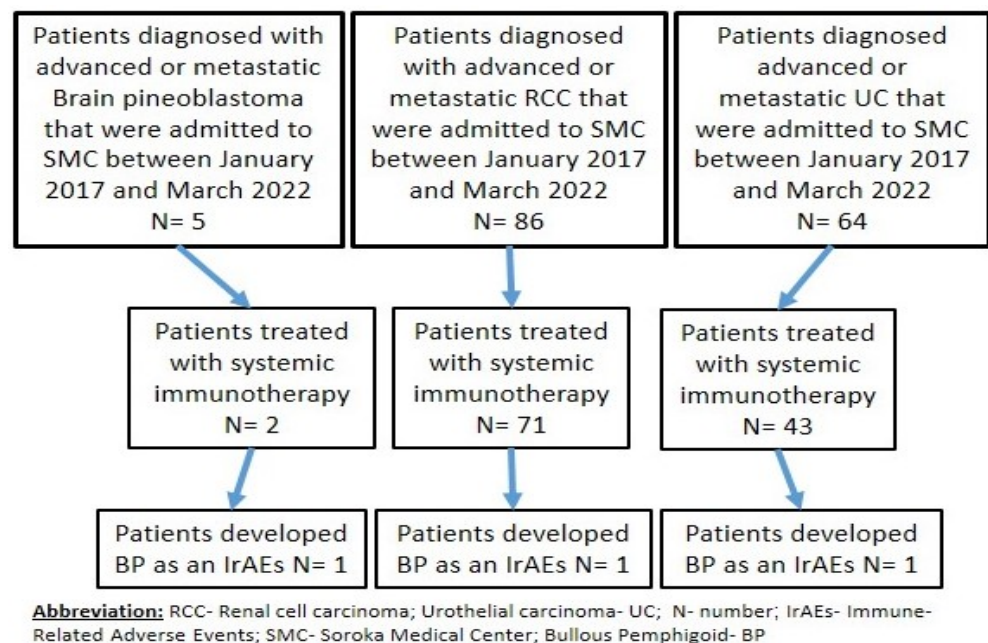 Patients diagnosed with
advanced or metastatic
Brain pineoblastoma
that were admitted to
SMC between January
2017 and March 2022
N= 5
Patients diagnosed
with advanced or
metastatic RCC that
were admitted to SMC
between January 2017
and March 2022
N= 86
Patients diagnosed
advanced or
metastatic UC that
were admitted to SMC
between January 2017
and March 2022
N= 64
Patients treated
with systemic
immunotherapy
N= 2
Patients treated
with systemic
immunotherapy
N= 71
Patients treated
with systemic
immunotherapy
N= 43
Patients developed
BP as an IrAEs N= 1
Patients developed
BP as an IrAEs N= 1
Patients developed
BP as an IrAEs N= 1
Abbreviation: RCC- Renal cell carcinoma; Urothelial carcinoma- UC; N- number; IrAEs- Immune-
Related Adverse Events; SMC- Soroka Medical Center; Bullous Pemphigoid- BP